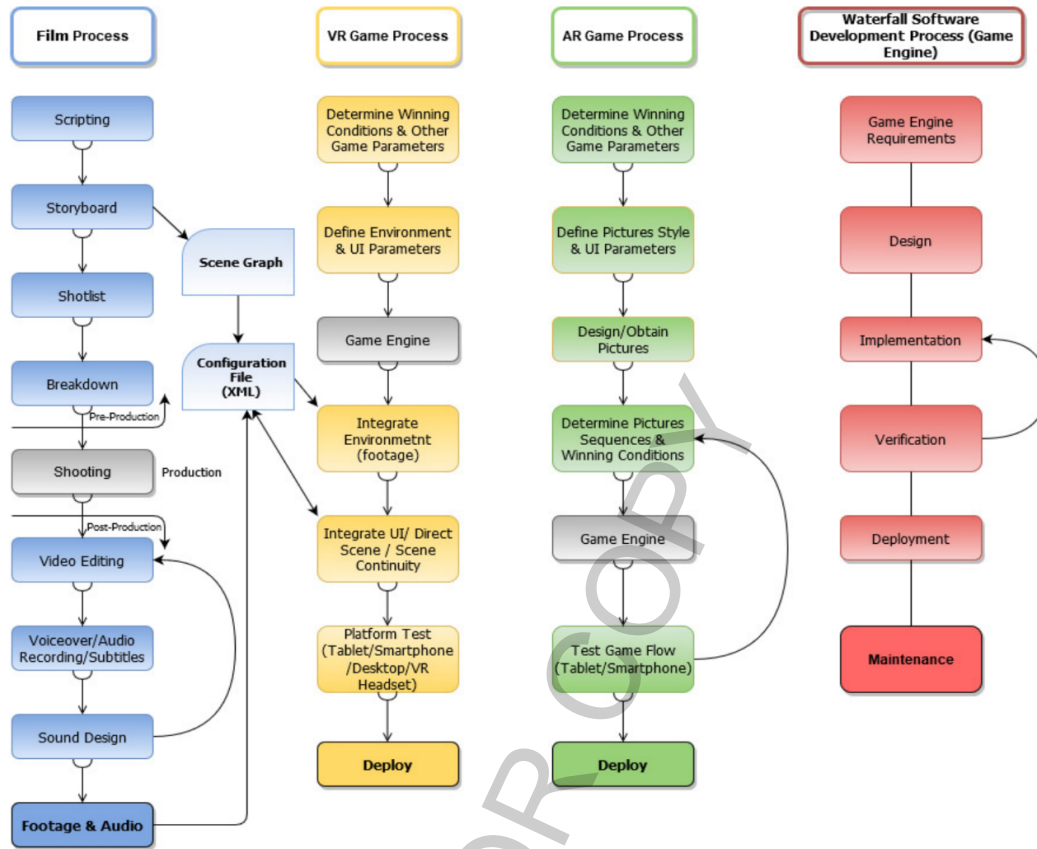 Film Process
Scripting
Storyboard
Shotlist
Breakdown
Pre-Production
Shooting
Production
Post-Production
Video Editing
Voiceover/Audio
Recording/Subtitles
Sound Design
Footage & Audio
Scene Graph
Configuration
File
(XML)
VR Game Process
Determine Winning
Conditions & Other
Game Parameters
Define Environment
& UI Parameters
Game Engine
Integrate
Environmetnt
(footage)
Integrate UI/ Direct
Scene / Scene
Continuity
Platform Test
(Tablet/Smartphone
/Desktop/VR
Headset)
Deploy
AR Game Process
Determine Winning
Conditions & Other
Game Parameters
Define Pictures Style
& UI Parameters
Design/Obtain
Pictures
Determine Pictures
Sequences &
Winning Conditions
Game Engine
Test Game Flow
(Tablet/Smartphone)
Deploy
Waterfall Software
Development Process (Game
Engine)
Game Engine
Requirements
Design
Implementation
Verification
Deployment
Maintenance
OR COPY